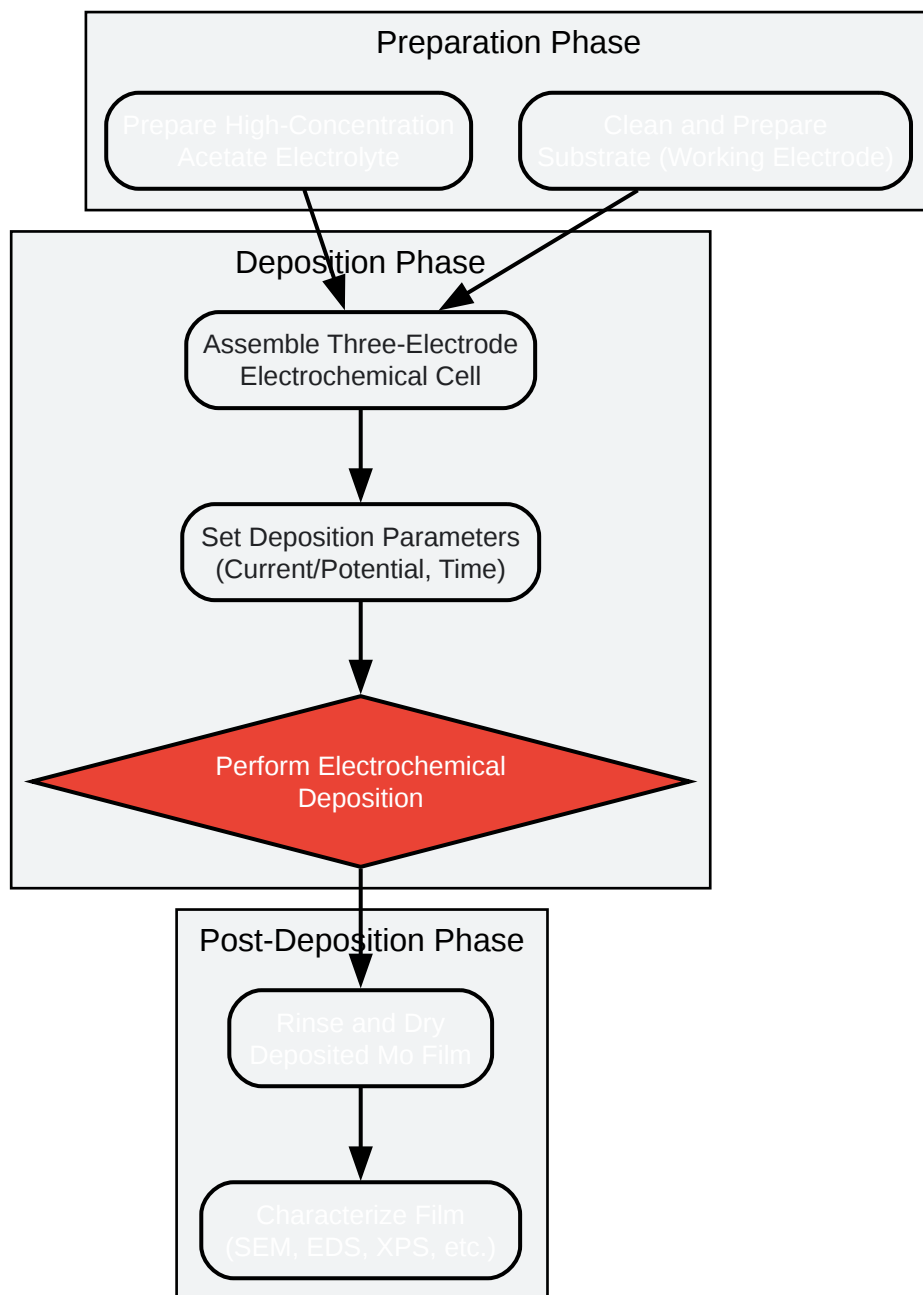 Preparation Phase
Prepare High-Concentration
Acetate Electrolyte
Clean and Prepare
Substrate (Working Electrode)
Deposition Phase
Assemble Three-Electrode
Electrochemical Cell
Set Deposition Parameters
(Current/Potential, Time)
Perform Electrochemical
Deposition
Post-Deposition Phase
Rinse and Dry
Deposited Mo Film
Characterize Film
(SEM, EDS, XPS, etc.)